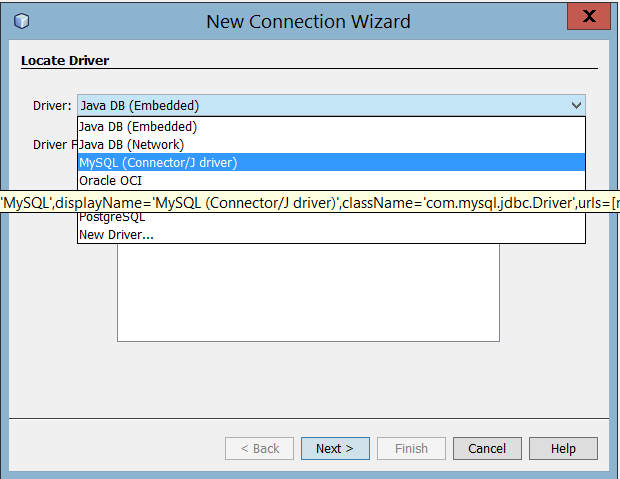 New Connection Wizard
X
Locate Driver
Driver: Java DB (Embedded)
Java DB (Embedded)
Driver F Java DB (Network)
MySQL (Connector/J driver)
Oracle OCI
'MySQL',displayName='MySQL (Connector/J driver)',className='com.mysql.jdbc.Driver',urls=[
PostgreSQL
New Driver...
< Back
Next >
Finish
Cancel
Help